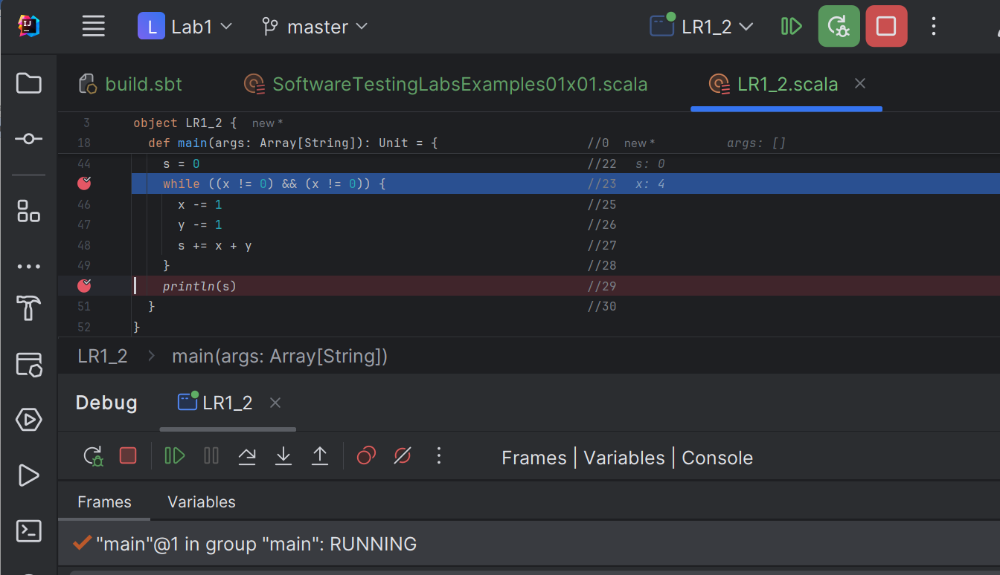 L Lab1 master LR1_2
build.sbt SoftwareTestingLabsExamples01x01.scala LR1_2.scala
3 object LR1_2 { new *
18 def main(args: Array[String]): Unit = { //0 new * args: []
44 s = 0 //22 s: 0
while ((x != 0) && (x != 0)) { //23 x: 4
46 x -= 1 //25
47 y -= 1 //26
48 s += x + y //27
49 } //28
println(s) //29
51 } //30
52 }
LR1_2 > main(args: Array[String])
Debug LR1_2
Frames | Variables | Console
Frames Variables
"main"@1 in group "main": RUNNING